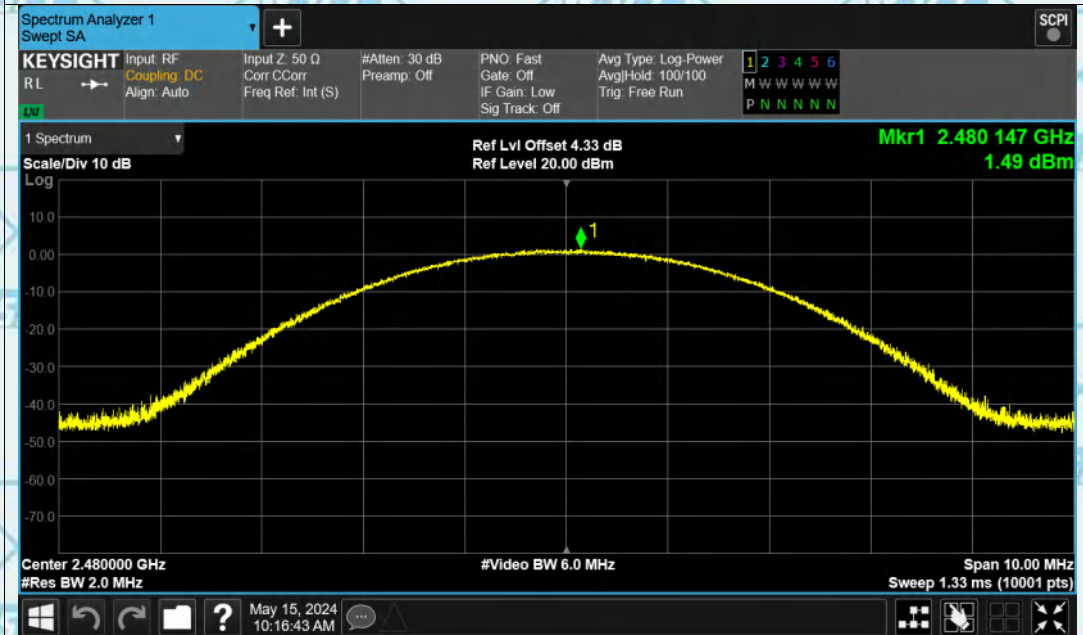 Spectrum Analyzer 1
Swept SA
+
SCPI
KEYSIGHT
R L
LXI
Input: RF
Coupling: DC
Align: Auto
Input Z: 50 Ω
Corr CCorr
Freq Ref: Int (S)
#Atten: 30 dB
Preamp: Off
PNO: Fast
Gate: Off
IF Gain: Low
Sig Track: Off
Avg Type: Log-Power
Avg|Hold: 100/100
Trig: Free Run
1 2 3 4 5 6
M W W W W W
P N N N N N
1 Spectrum
Scale/Div 10 dB
Log
Ref Lvl Offset 4.33 dB
Ref Level 20.00 dBm
Mkr1 2.480 147 GHz
1.49 dBm
1
10.0
0.00
-10.0
-20.0
-30.0
-40.0
-50.0
-60.0
-70.0
Center 2.480000 GHz
#Res BW 2.0 MHz
#Video BW 6.0 MHz
Span 10.00 MHz
Sweep 1.33 ms (10001 pts)
?
May 15, 2024
10:16:43 AM